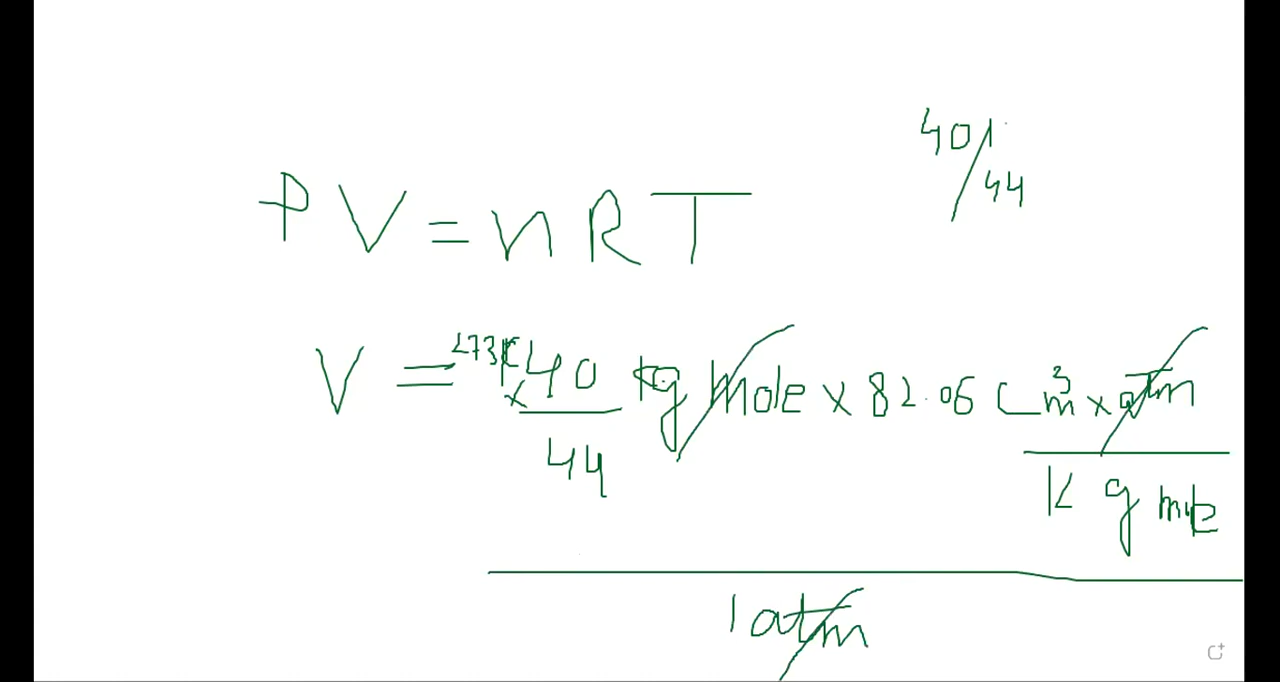 40/44
PV = nRT
V = 273K × 40/44 kg mole × 82.06 cm³ × atm / K g mole
1 atm